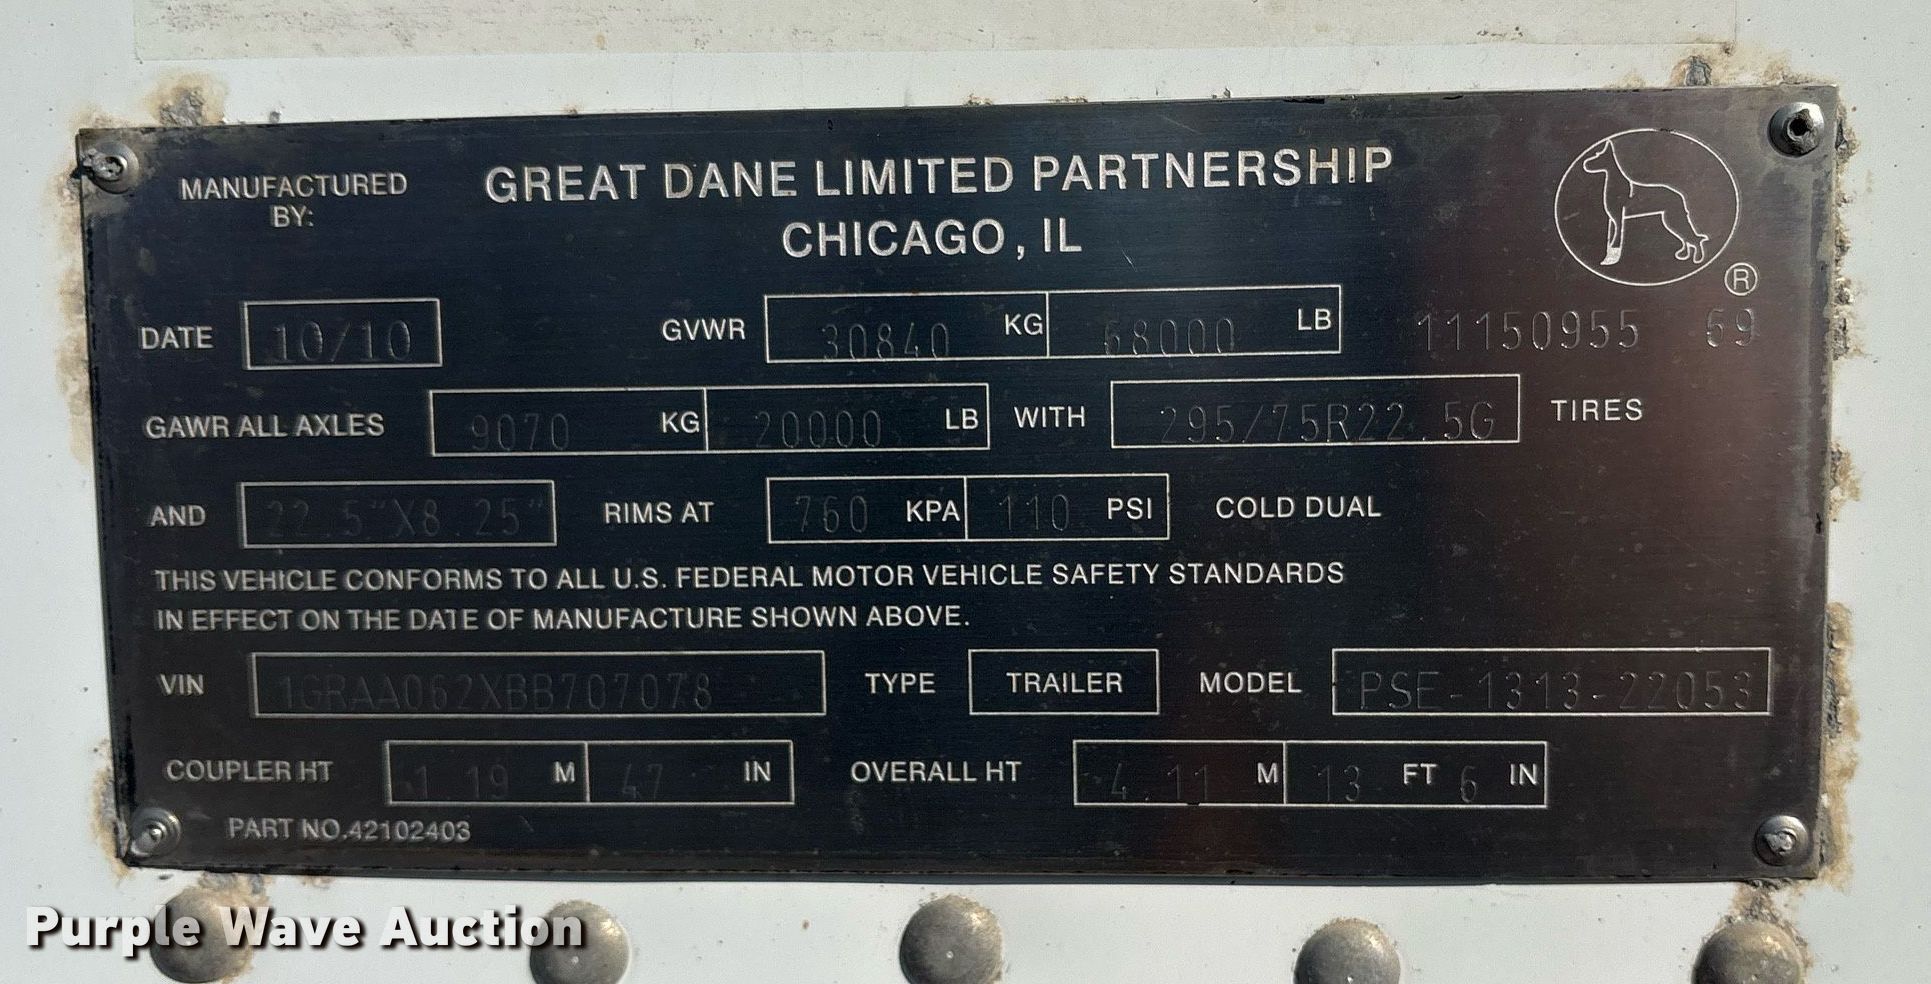 MANUFACTURED BY:
GREAT DANE LIMITED PARTNERSHIP
CHICAGO, IL
®
DATE 10/10 GVWR 30840 KG 68000 LB 11150955 69
GAWR ALL AXLES 9070 KG 20000 LB WITH 295/75R22.5G TIRES
AND 22.5"X8.25" RIMS AT 760 KPA 110 PSI COLD DUAL
THIS VEHICLE CONFORMS TO ALL U.S. FEDERAL MOTOR VEHICLE SAFETY STANDARDS
IN EFFECT ON THE DATE OF MANUFACTURE SHOWN ABOVE.
VIN 1GRAA062XBB707078 TYPE TRAILER MODEL PSE-1313-22053
COUPLER HT 1.19 M 47 IN OVERALL HT 4.11 M 13 FT 6 IN
PART NO.42102403
Purple Wave Auction